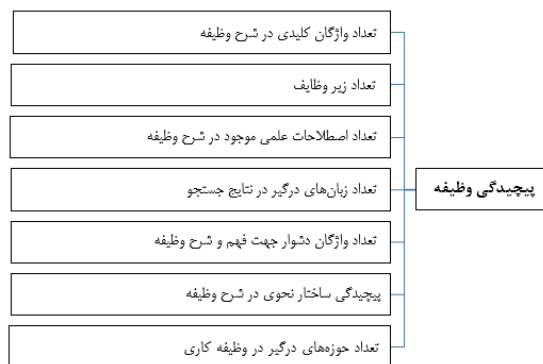 تعداد واژگان کلیدی در شرح وظیفه
تعداد زیر وظایف
تعداد اصطلاحات علمی موجود در شرح وظیفه
پیچیدگی وظیفه
تعداد زبان‌های درگیر در نتایج جستجو
تعداد واژگان دشوار جهت فهم و شرح وظیفه
پیچیدگی ساختار نحوی در شرح وظیفه
تعداد حوزه‌های درگیر در وظیفه کاری